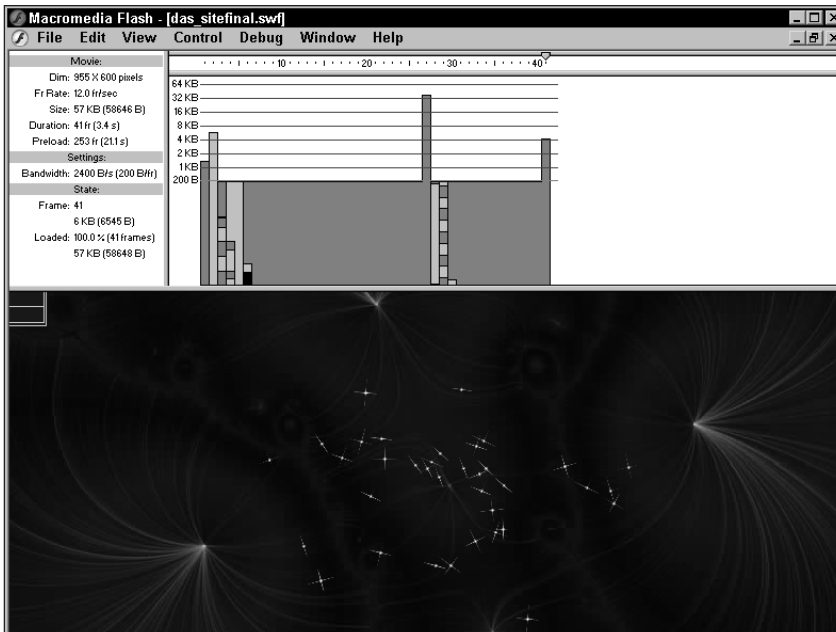 Macromedia Flash - [das_sitefinal.swf]
File Edit View Control Debug Window Help
Movie:
Dim: 955 X 600 pixels
Fr Rate: 12.0 fr/sec
Size: 57 KB (58646 B)
Duration: 41 fr (3.4 s)
Preload: 253 fr (21.1 s)
Settings:
Bandwidth: 2400 B/s (200 B/fr)
State:
Frame: 41
6 KB (6545 B)
Loaded: 100.0 % (41 frames)
57 KB (58648 B)
10 20 30 40
64 KB
32 KB
16 KB
8 KB
4 KB
2 KB
1 KB
200 B